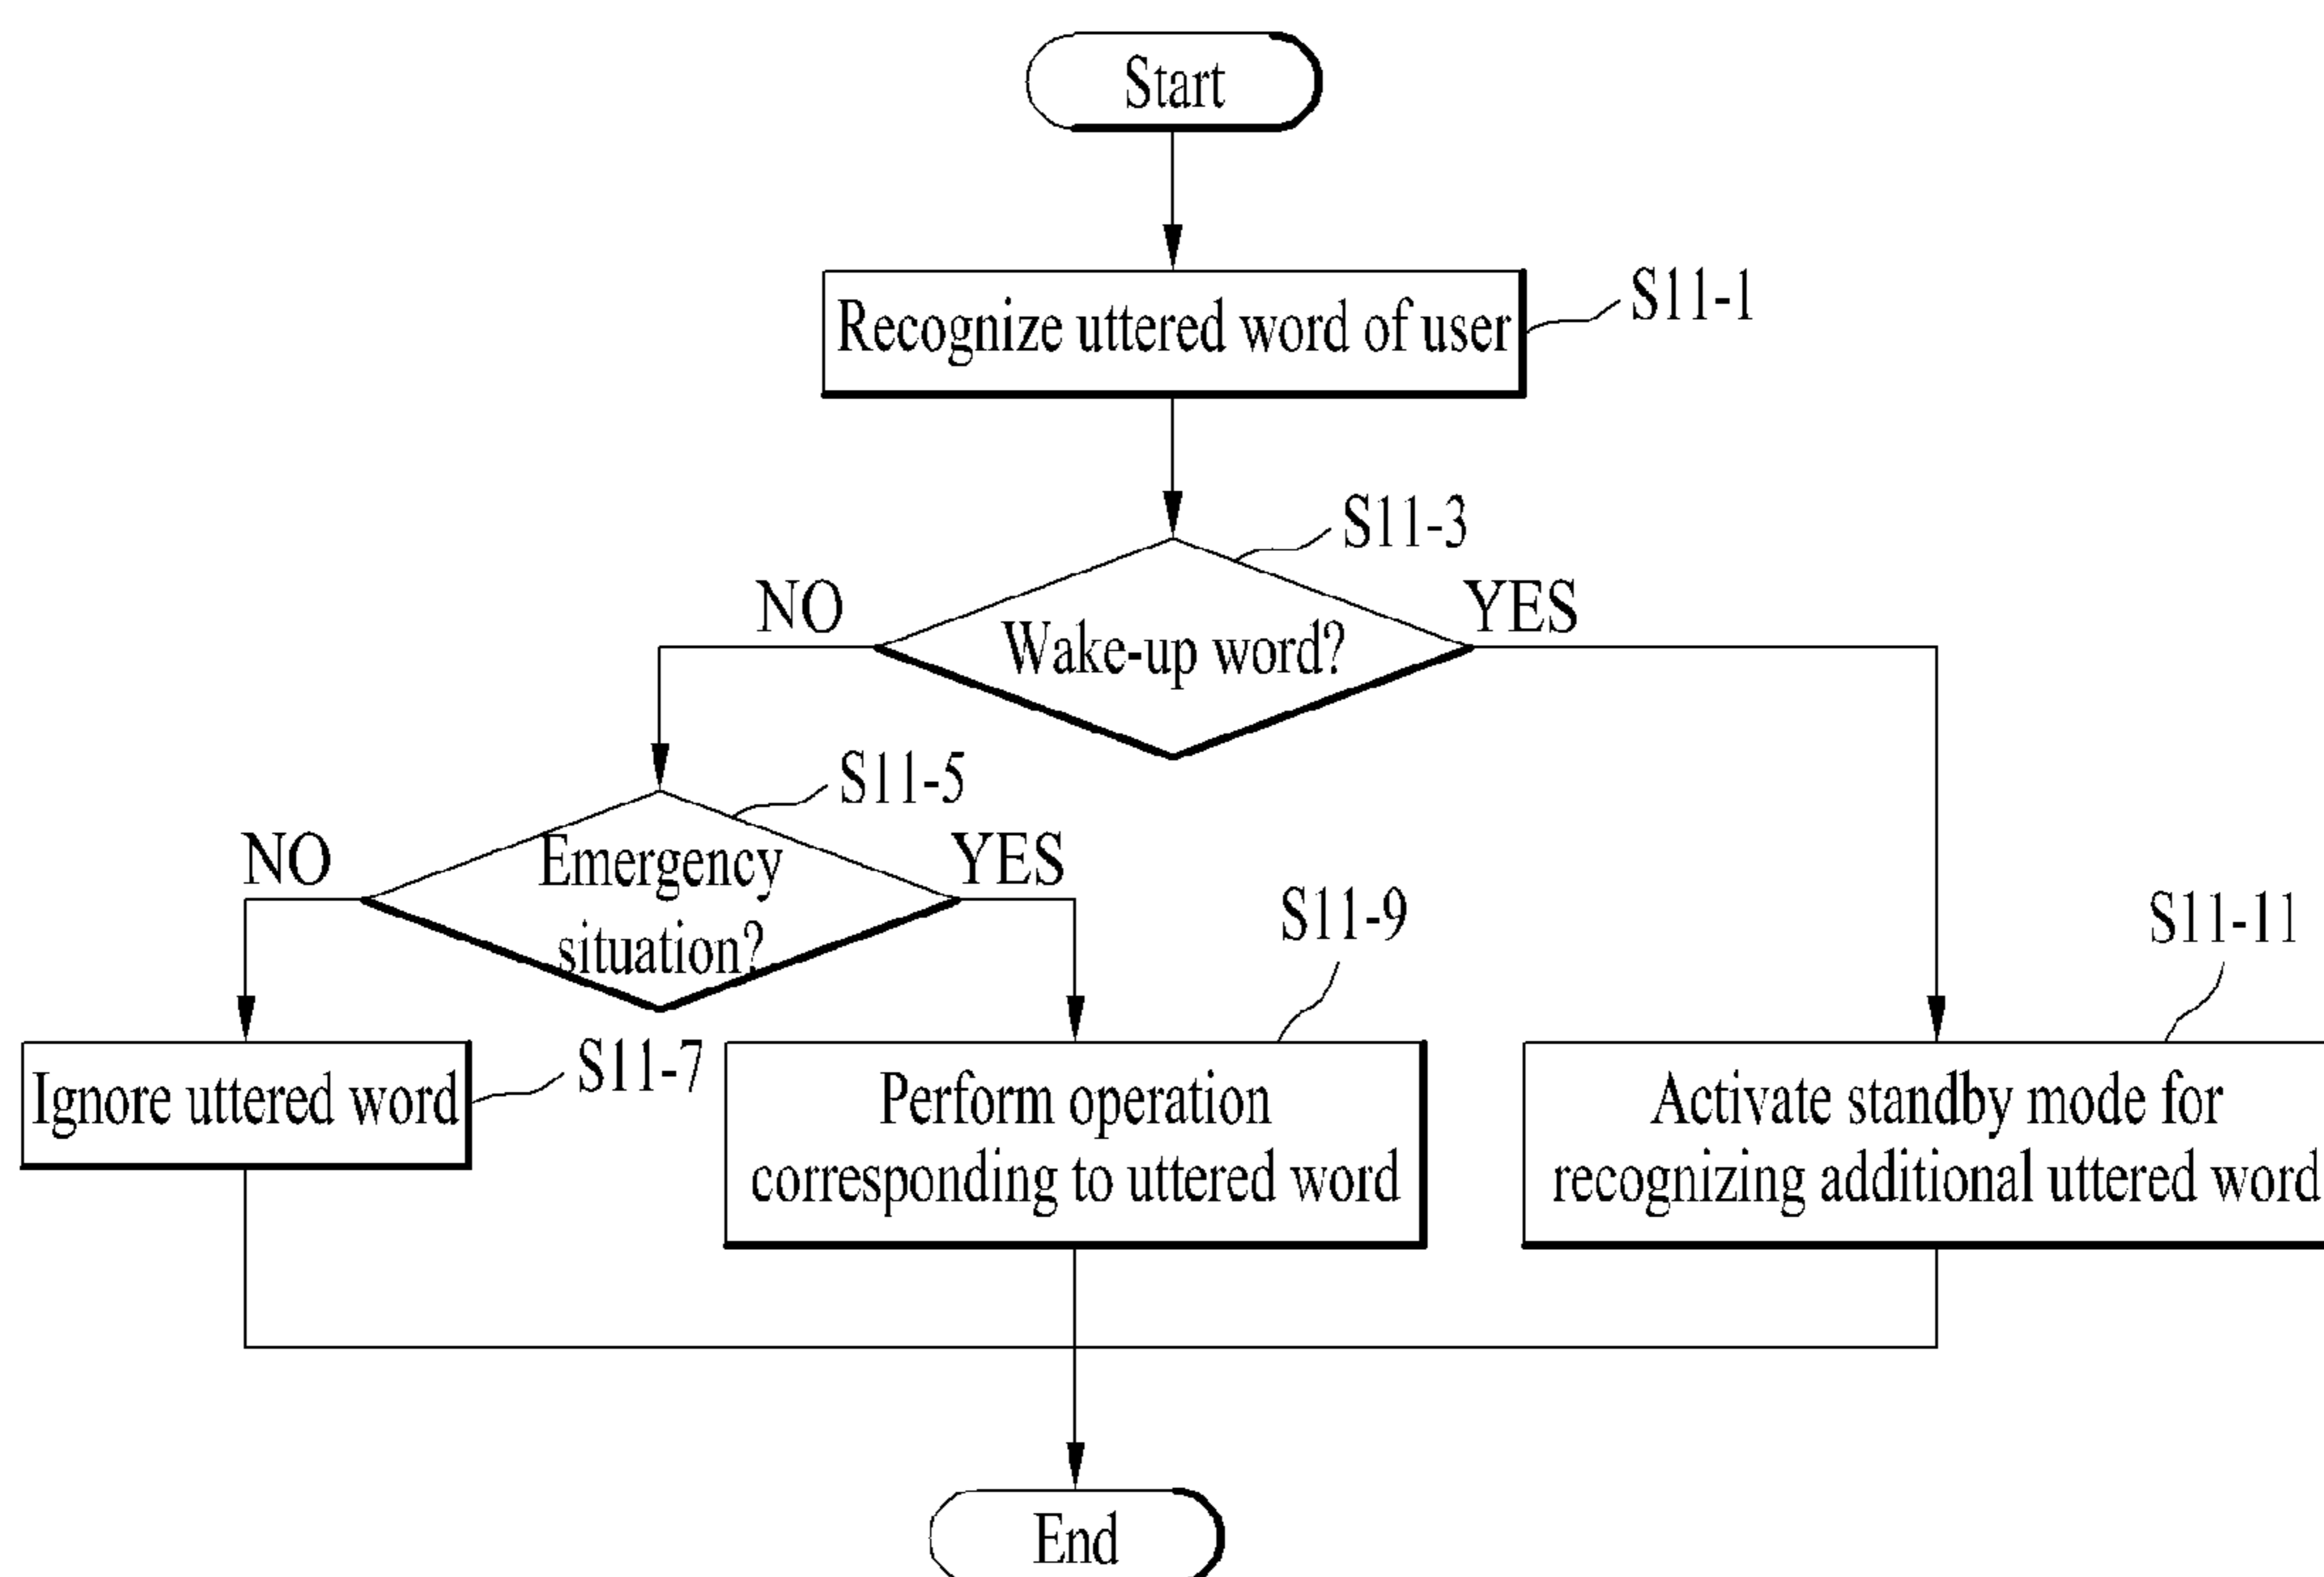 Start
Recognize uttered word of user
S11-1
S11-3
NO
Wake-up word?
YES
S11-5
NO
Emergency
situation?
YES
S11-9
S11-11
Ignore uttered word
S11-7
Perform operation
corresponding to uttered word
Activate standby mode for
recognizing additional uttered word
End